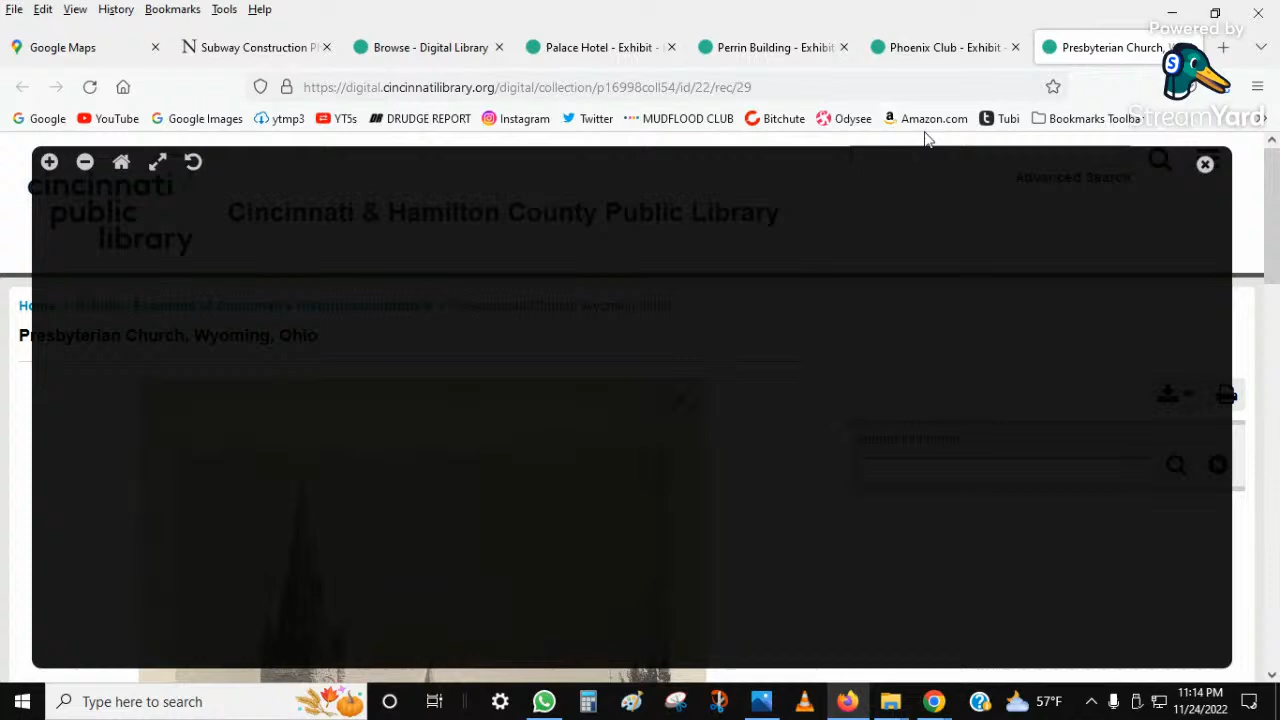 File Edit View History Bookmarks Tools Help
Powered by
Google Maps
Subway Construction P
Browse - Digital Library
Palace Hotel - Exhibit -
Perrin Building - Exhibit
Phoenix Club - Exhibit -
Presbyterian Church,
https://digital.cincinnatilibrary.org/digital/collection/p16998coll54/id/22/rec/29
StreamYard
Google YouTube Google Images ytmp3 YT5s DRUDGE REPORT Instagram Twitter MUDFLOOD CLUB Bitchute Odysee Amazon.com Tubi Bookmarks Toolba
Advanced Search
cincinnati
public
library
Cincinnati & Hamilton County Public Library
Home
Presbyterian Church, Wyoming, Ohio
Type here to search
57°F
11:14 PM
11/24/2022